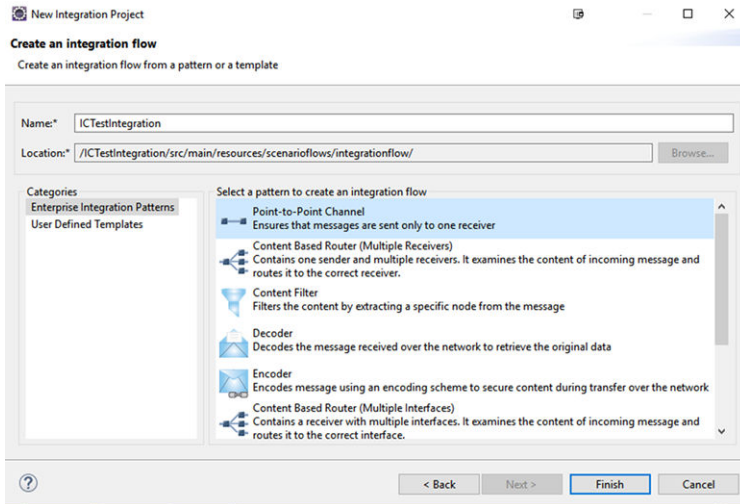 New Integration Project
Create an integration flow
Create an integration flow from a pattern or a template
Name:* ICTestIntegration
Location:* /ICTestIntegration/src/main/resources/scenarioflows/integrationflow/ Browse...
Categories
Enterprise Integration Patterns
User Defined Templates
Select a pattern to create an integration flow
Point-to-Point Channel
Ensures that messages are sent only to one receiver
Content Based Router (Multiple Receivers)
Contains one sender and multiple receivers. It examines the content of incoming message and
routes it to the correct receiver.
Content Filter
Filters the content by extracting a specific node from the message
Decoder
Decodes the message received over the network to retrieve the original data
Encoder
Encodes message using an encoding scheme to secure content during transfer over the network
Content Based Router (Multiple Interfaces)
Contains a receiver with multiple interfaces. It examines the content of incoming message and
routes it to the correct interface.
? < Back Next > Finish Cancel